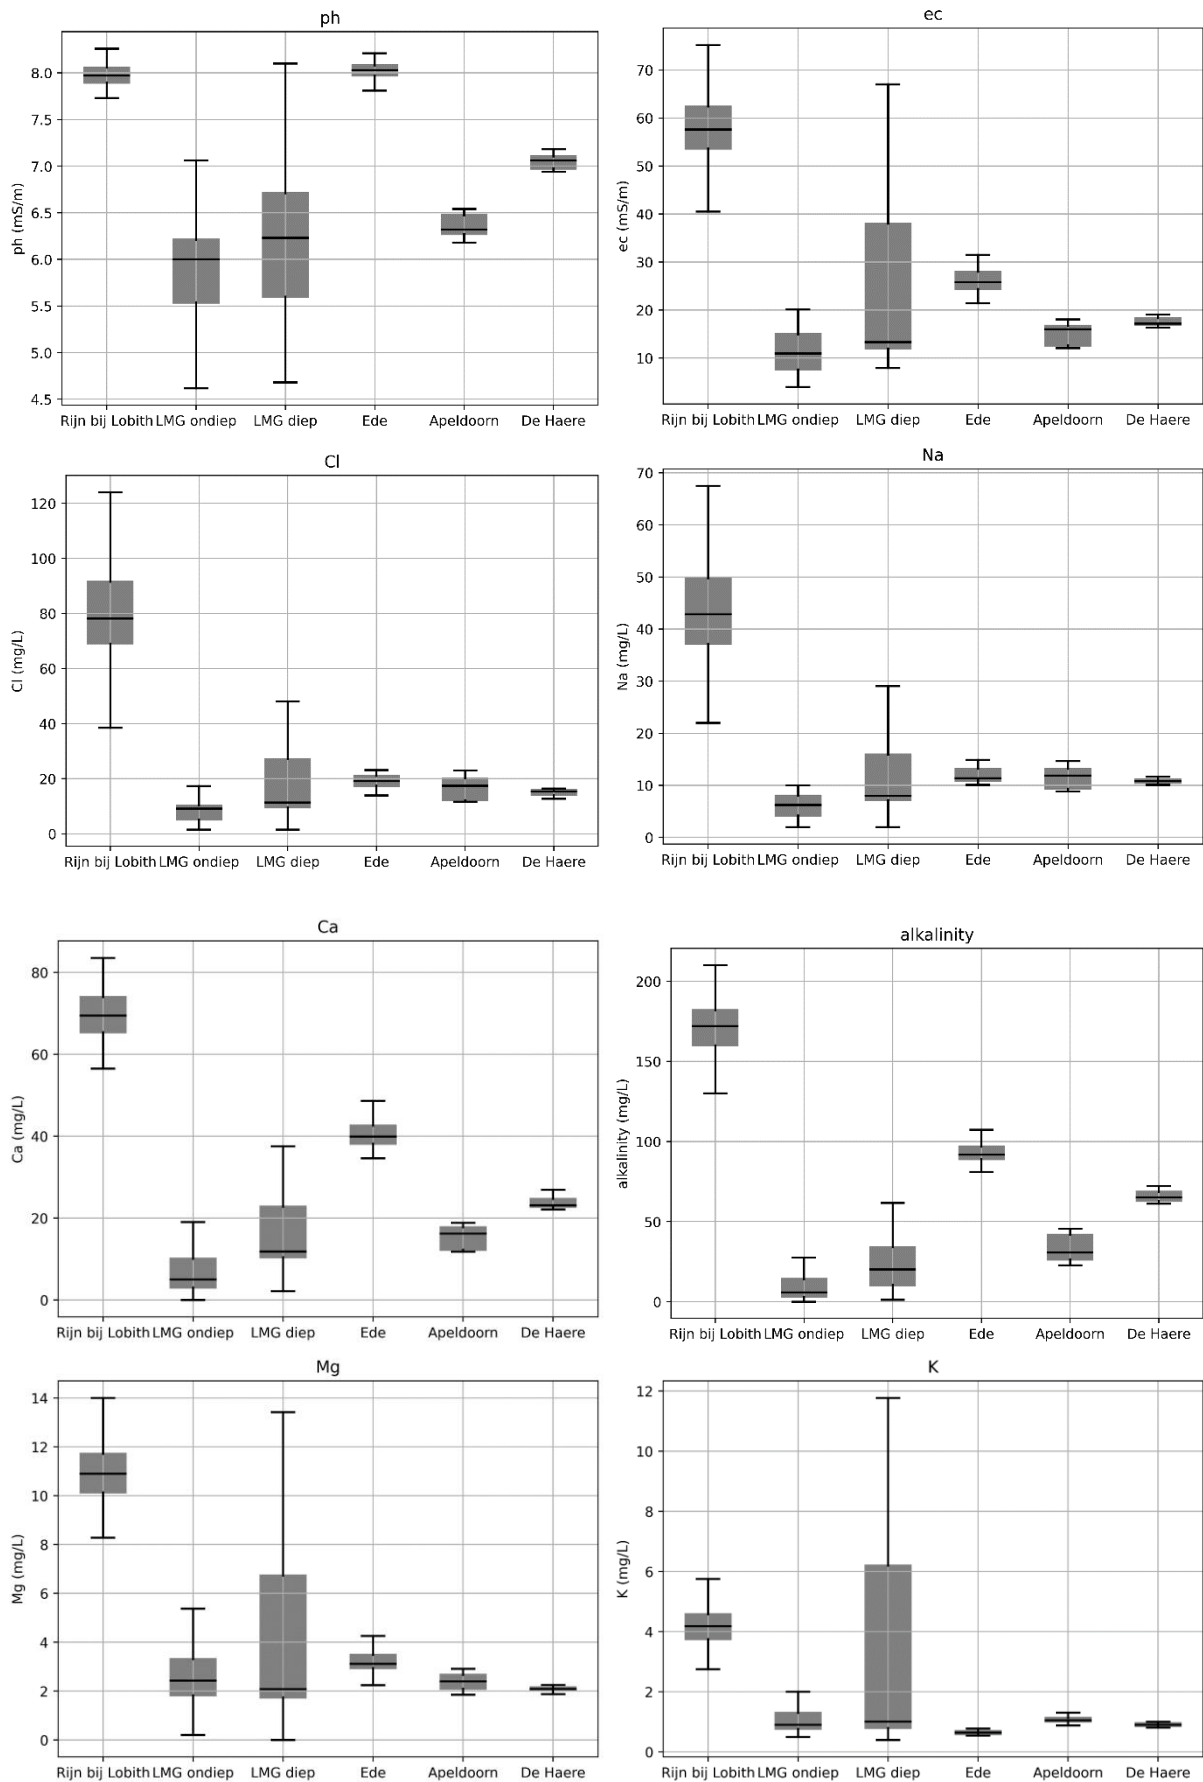 ph
ph (mS/m)
8.0
7.5
7.0
6.5
6.0
5.5
5.0
4.5
Rijn bij Lobith LMG ondiep LMG diep Ede Apeldoorn De Haere
ec
ec (mS/m)
70
60
50
40
30
20
10
Rijn bij Lobith LMG ondiep LMG diep Ede Apeldoorn De Haere
Cl
Cl (mg/L)
120
100
80
60
40
20
0
Rijn bij Lobith LMG ondiep LMG diep Ede Apeldoorn De Haere
Na
Na (mg/L)
70
60
50
40
30
20
10
0
Rijn bij Lobith LMG ondiep LMG diep Ede Apeldoorn De Haere
Ca
Ca (mg/L)
80
60
40
20
0
Rijn bij Lobith LMG ondiep LMG diep Ede Apeldoorn De Haere
alkalinity
alkalinity (mg/L)
200
150
100
50
0
Rijn bij Lobith LMG ondiep LMG diep Ede Apeldoorn De Haere
Mg
Mg (mg/L)
14
12
10
8
6
4
2
0
Rijn bij Lobith LMG ondiep LMG diep Ede Apeldoorn De Haere
K
K (mg/L)
12
10
8
6
4
2
0
Rijn bij Lobith LMG ondiep LMG diep Ede Apeldoorn De Haere